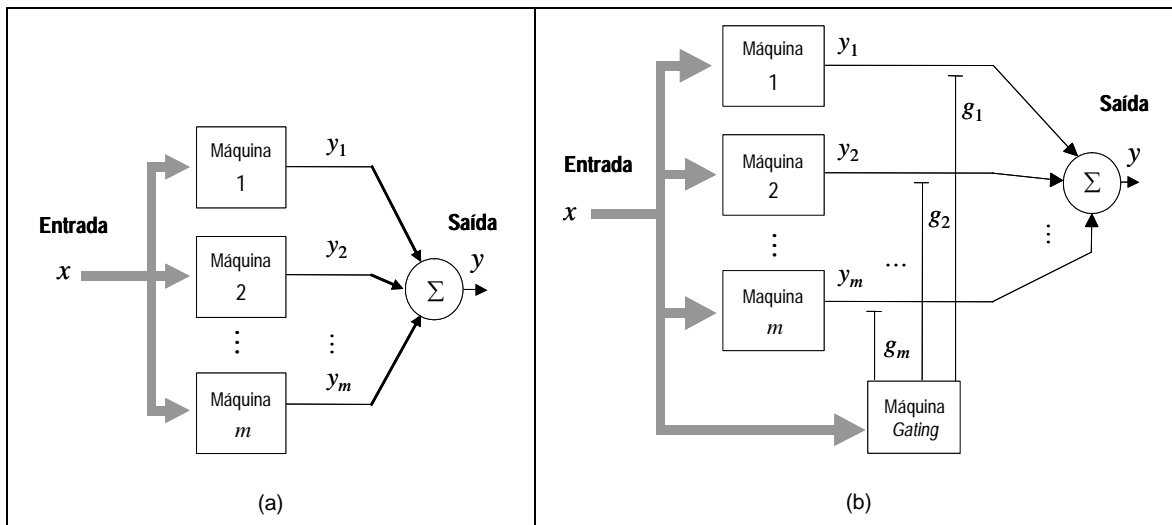 Máquina
1
y1
Entrada
x
Máquina
2
y2
Saída
Σ
y
⋮
⋮
Máquina
m
ym
(a)
Máquina
1
y1
g1
Saída
Entrada
x
Máquina
2
y2
g2
Σ
y
⋮
...
⋮
Maquina
m
ym
gm
Máquina
Gating
(b)